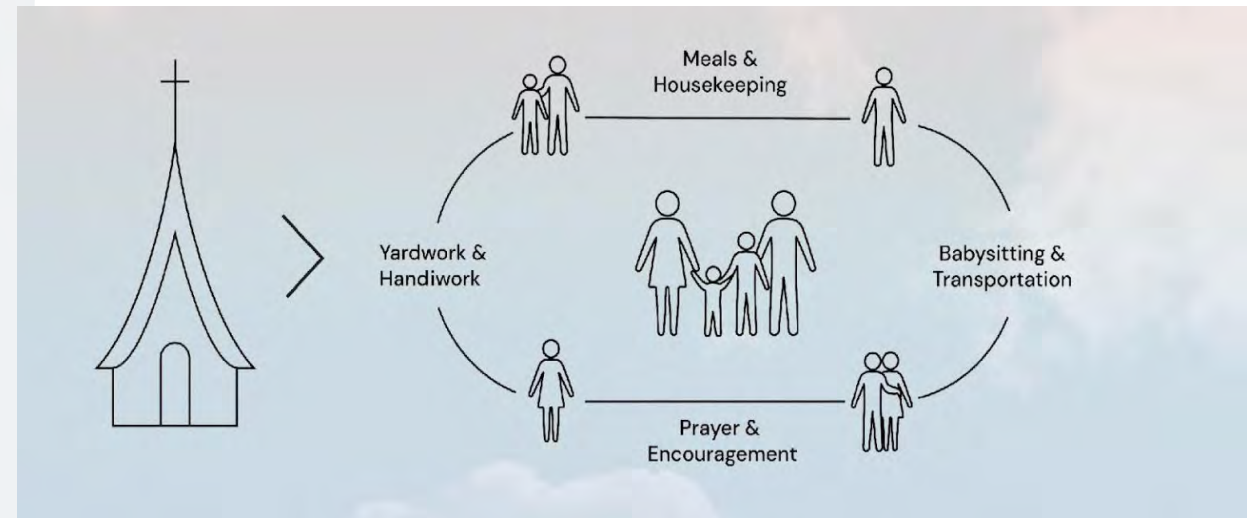 Meals &
Housekeeping
Yardwork &
Handiwork
Babysitting &
Transportation
Prayer &
Encouragement